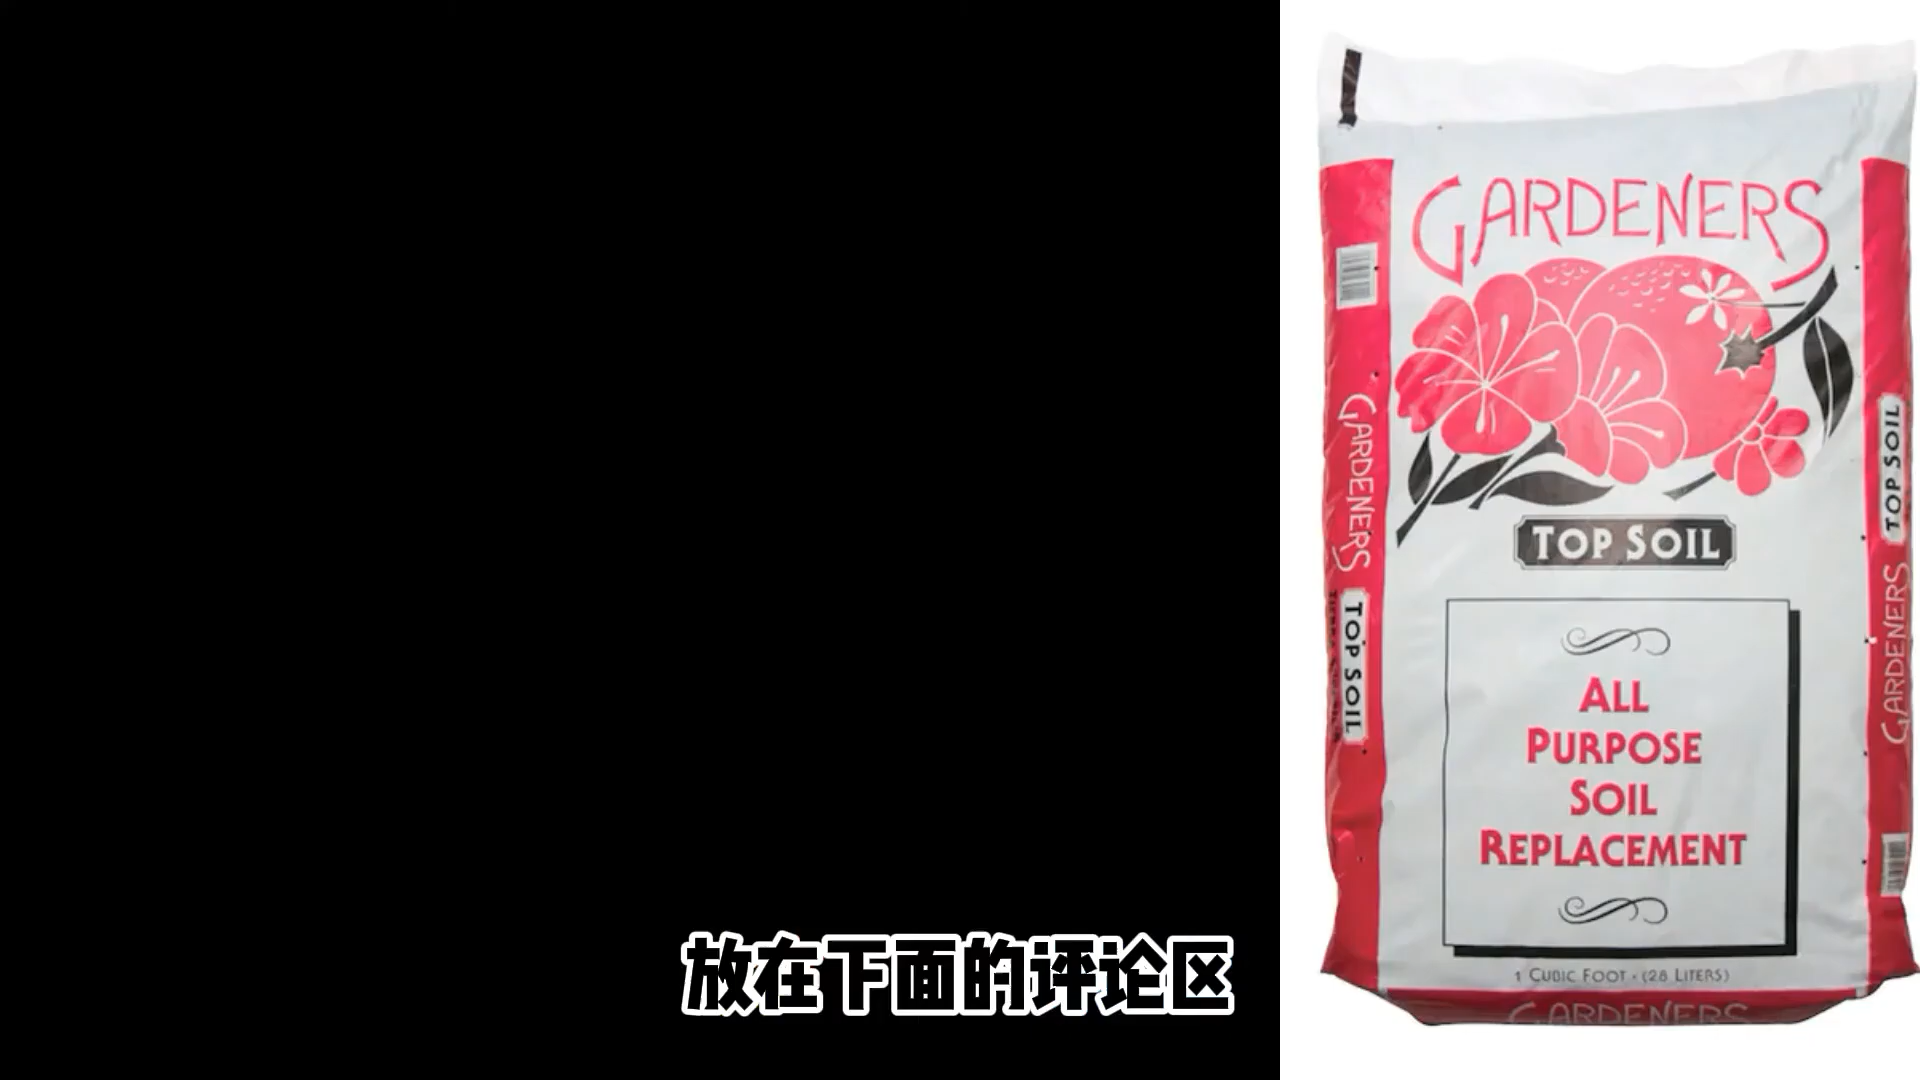 GARDENERS
TOP SOIL
ALL
PURPOSE
SOIL
REPLACEMENT
1 CUBIC FOOT • (28 LITERS)
GARDENERS
GARDENERS
TOP SOIL
TOP SOIL
GARDENERS
放在下面的评论区